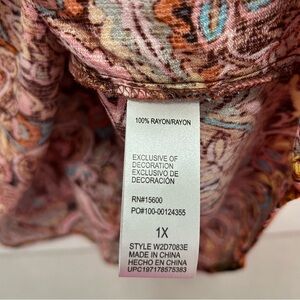 100% RAYON/RAYON
EXCLUSIVE OF
DECORATION
EXCLUSIVO DE
DECORACIÓN
RN#15600
PO#100-00124355
1X
STYLE W2D7083E
MADE IN CHINA
HECHO EN CHINA
UPC197178575383